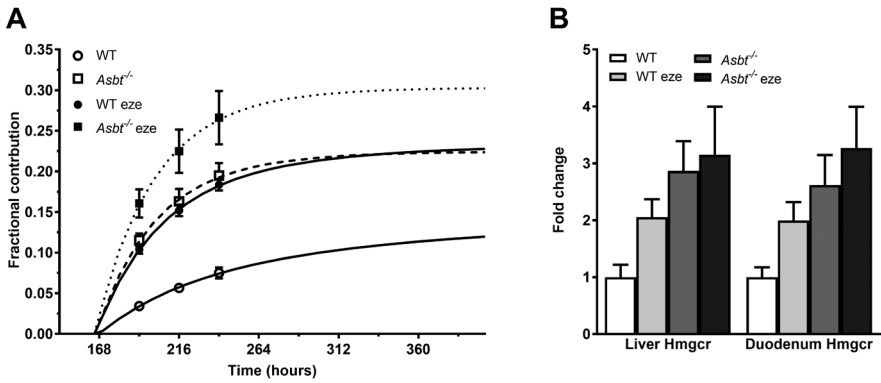 A
Fractional contribution
0.35
0.30
0.25
0.20
0.15
0.10
0.05
0.00
WT
Asbt-/-
WT eze
Asbt-/- eze
168
216
264
312
360
Time (hours)
B
Fold change
5
4
3
2
1
0
WT
WT eze
Asbt-/-
Asbt-/- eze
Liver Hmgcr
Duodenum Hmgcr